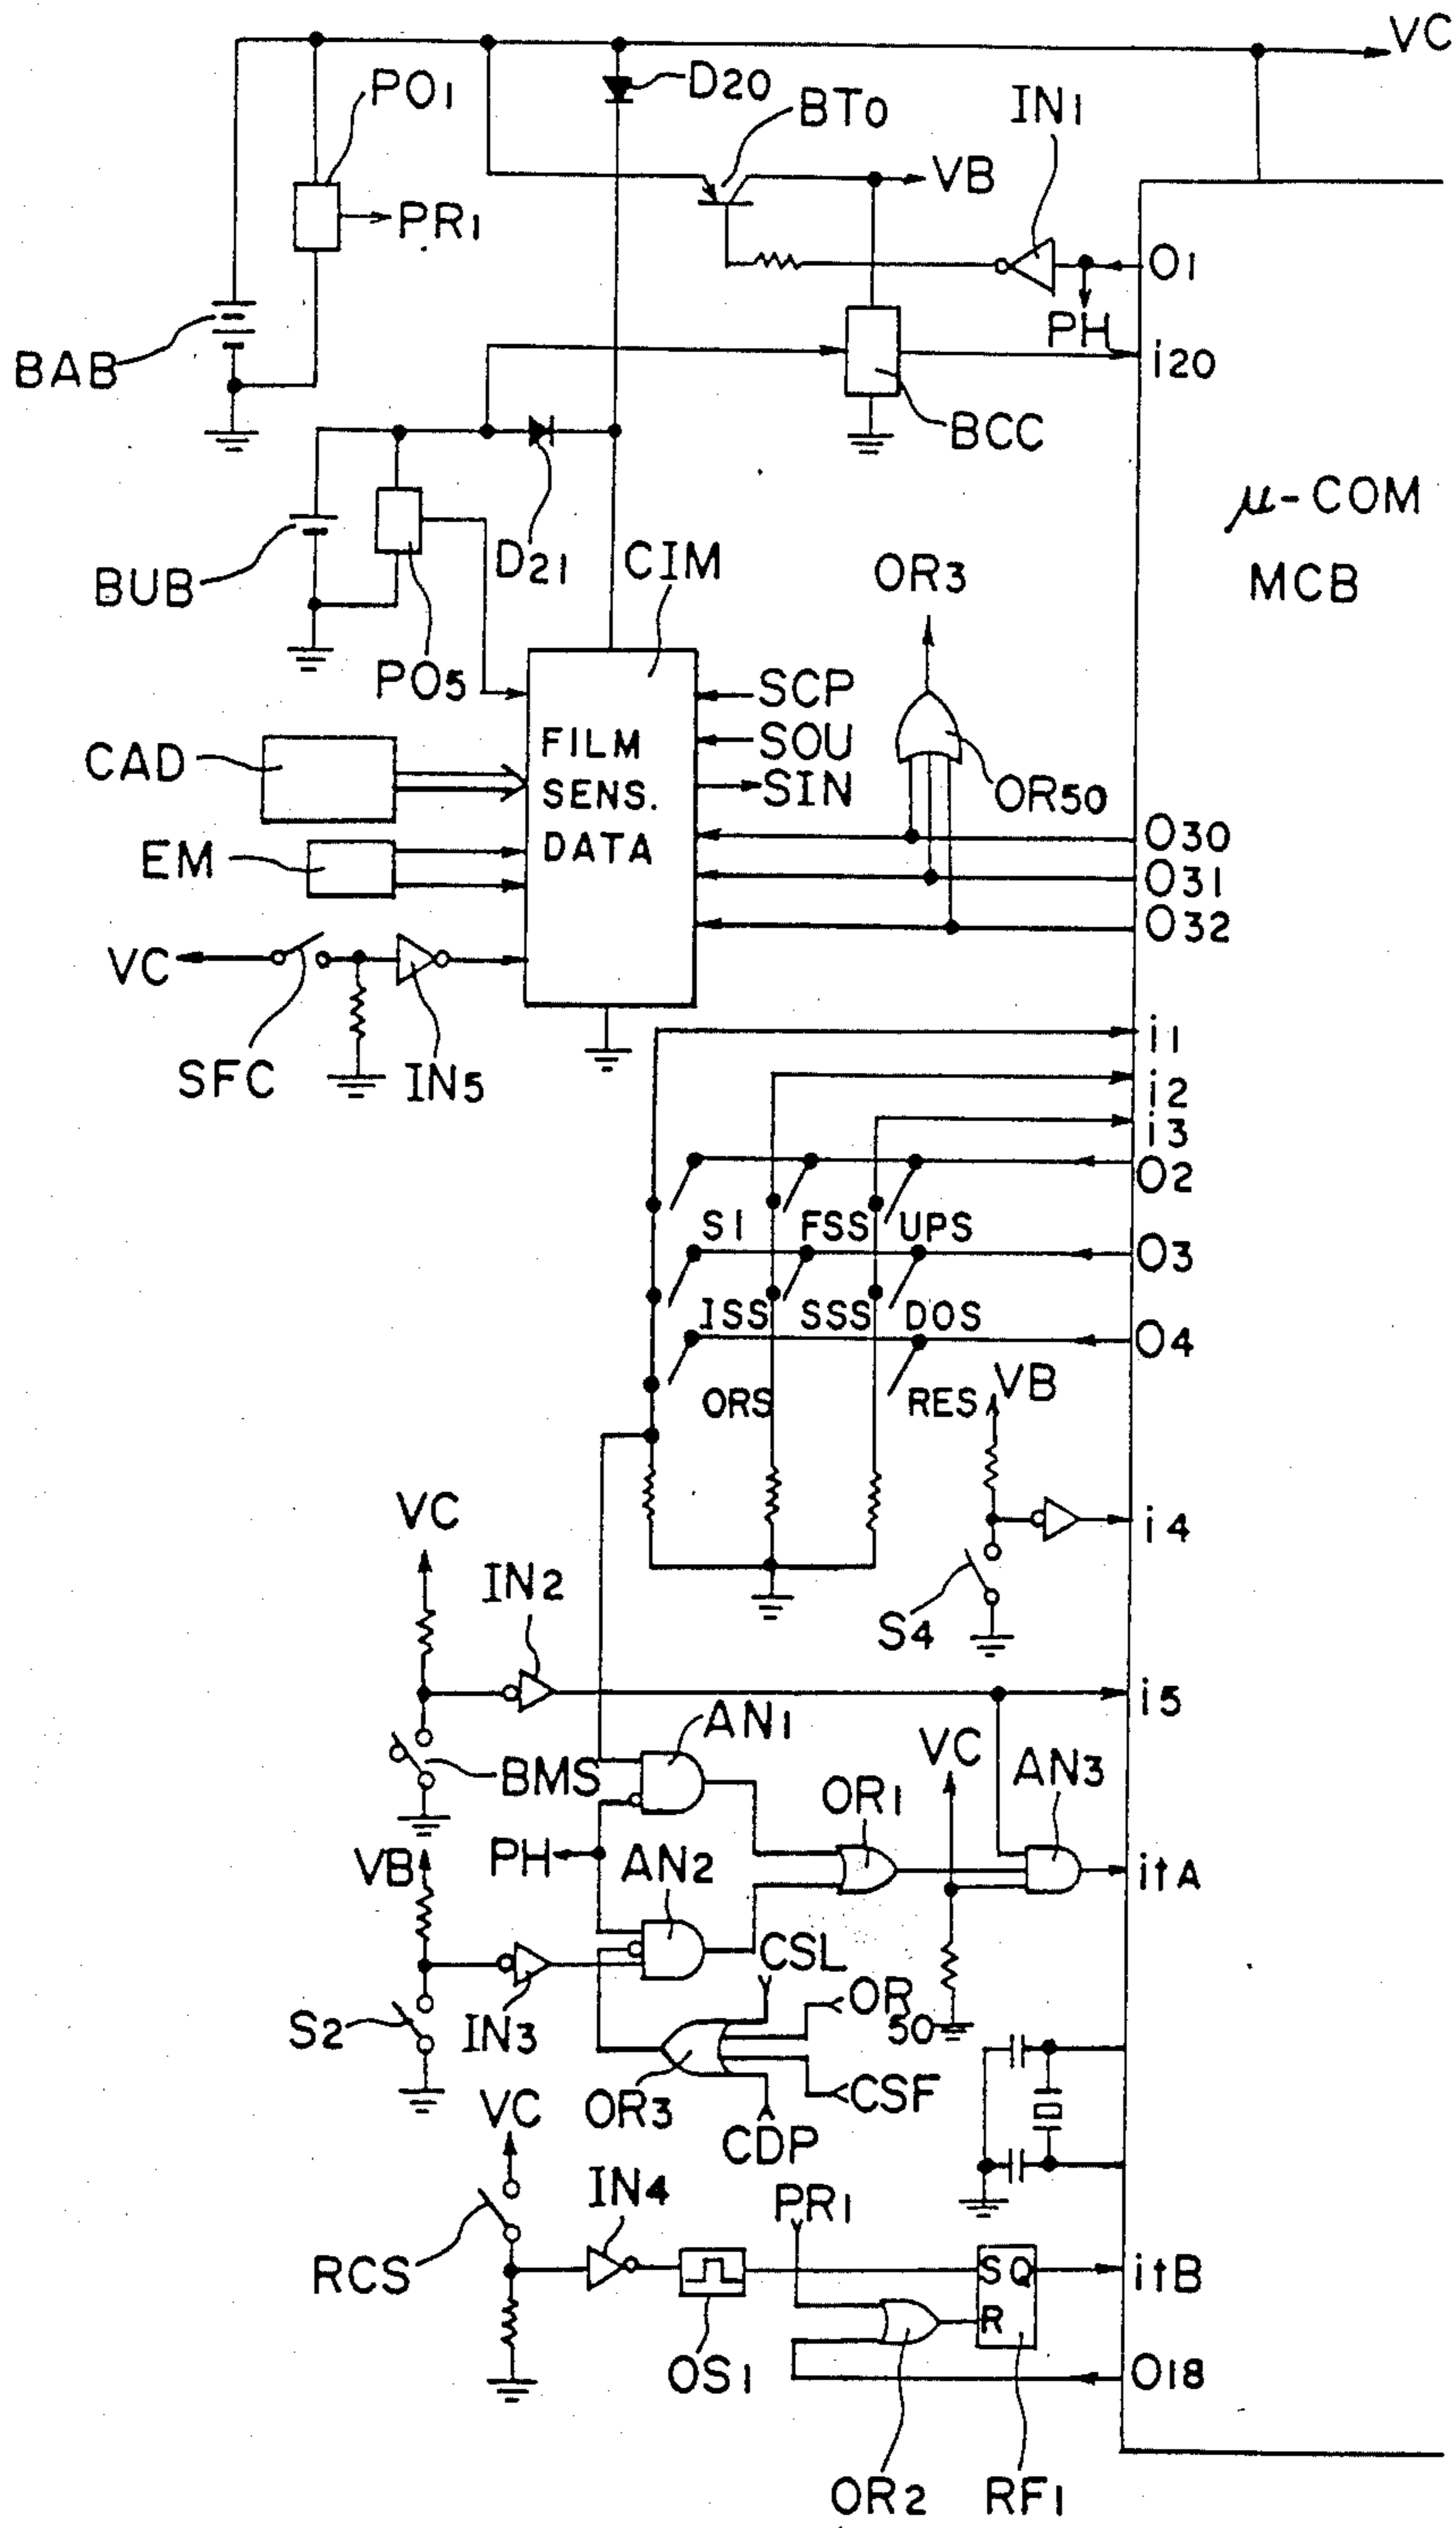 VC
D20
PO1
BTO
IN1
VB
PR1
O1
PH
BAB
i20
BCC
μ-COM
D21
CIM
OR3
BUB
MCB
PO5
SCP
FILM
SOU
CAD
SENS.
SIN
OR50
DATA
O30
EM
O31
O32
VC
i1
SFC
IN5
i2
i3
O2
S1 FSS UPS
O3
ISS SSS DOS
O4
VB
ORS RES
VC
i4
IN2
S4
i5
AN1
VC
BMS
AN3
OR1
PH
VB
AN2
itA
CSL
OR
50
S2
IN3
CSF
VC
OR3
CDP
IN4
PR1
RCS
S Q
itB
R
OS1
O18
OR2
RF1